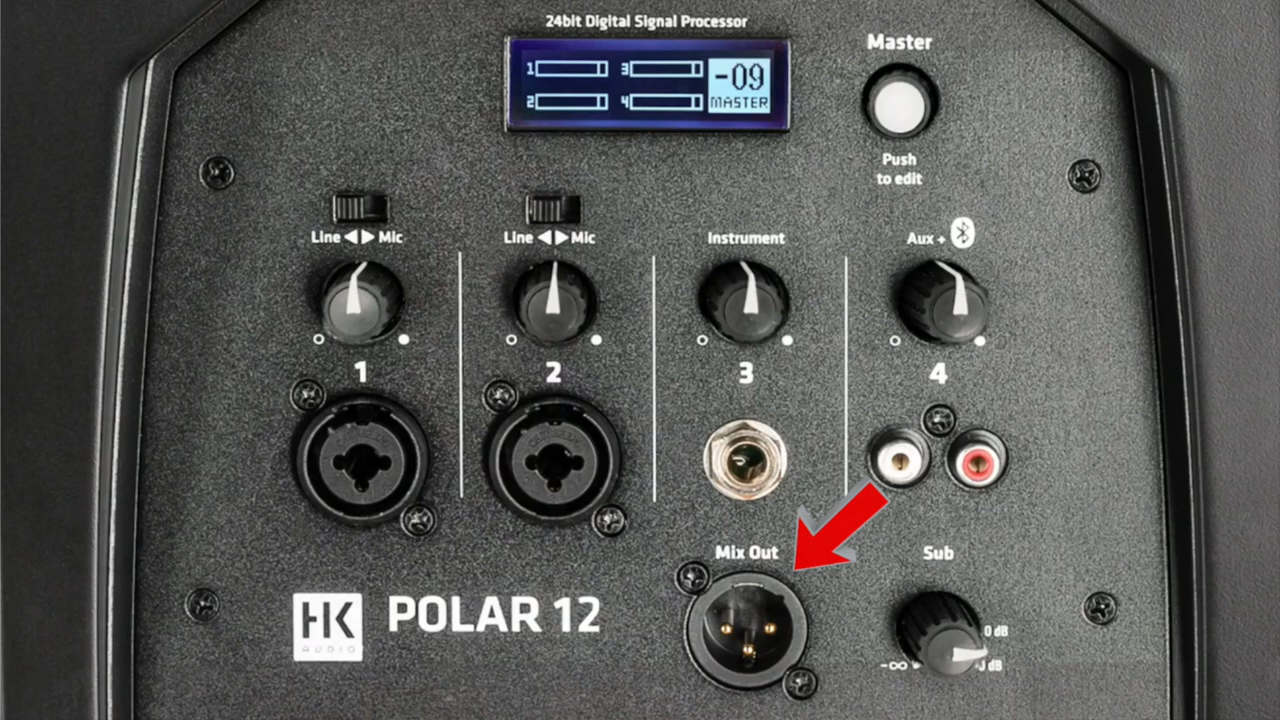 24bit Digital Signal Processor
1
3
2
4
-09
MASTER
Master
Push
to edit
Line Mic
Line Mic
Instrument
Aux +
1
2
3
4
Mix Out
Sub
0 dB
-∞
HK
AUDIO
POLAR 12